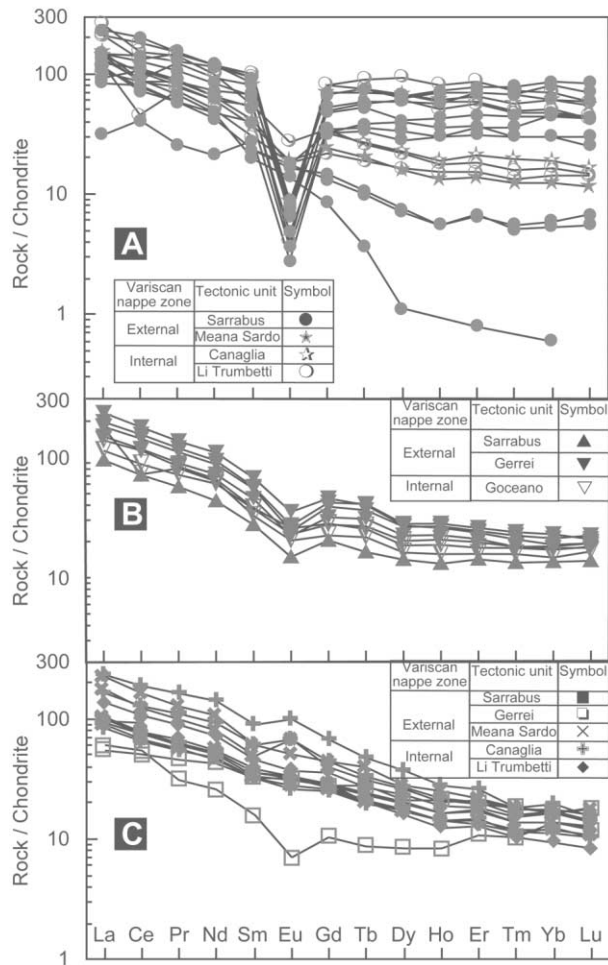 300
100
10
1
Rock / Chondrite
A
Variscan nappe zone Tectonic unit Symbol
External Sarrabus
Meana Sardo
Internal Canaglia
Li Trumbetti
300
100
10
Rock / Chondrite
B
Variscan nappe zone Tectonic unit Symbol
External Sarrabus
Gerrei
Internal Goceano
300
100
10
1
Rock / Chondrite
C
Variscan nappe zone Tectonic unit Symbol
External Sarrabus
Gerrei
Meana Sardo
Internal Canaglia
Li Trumbetti
La Ce Pr Nd Sm Eu Gd Tb Dy Ho Er Tm Yb Lu